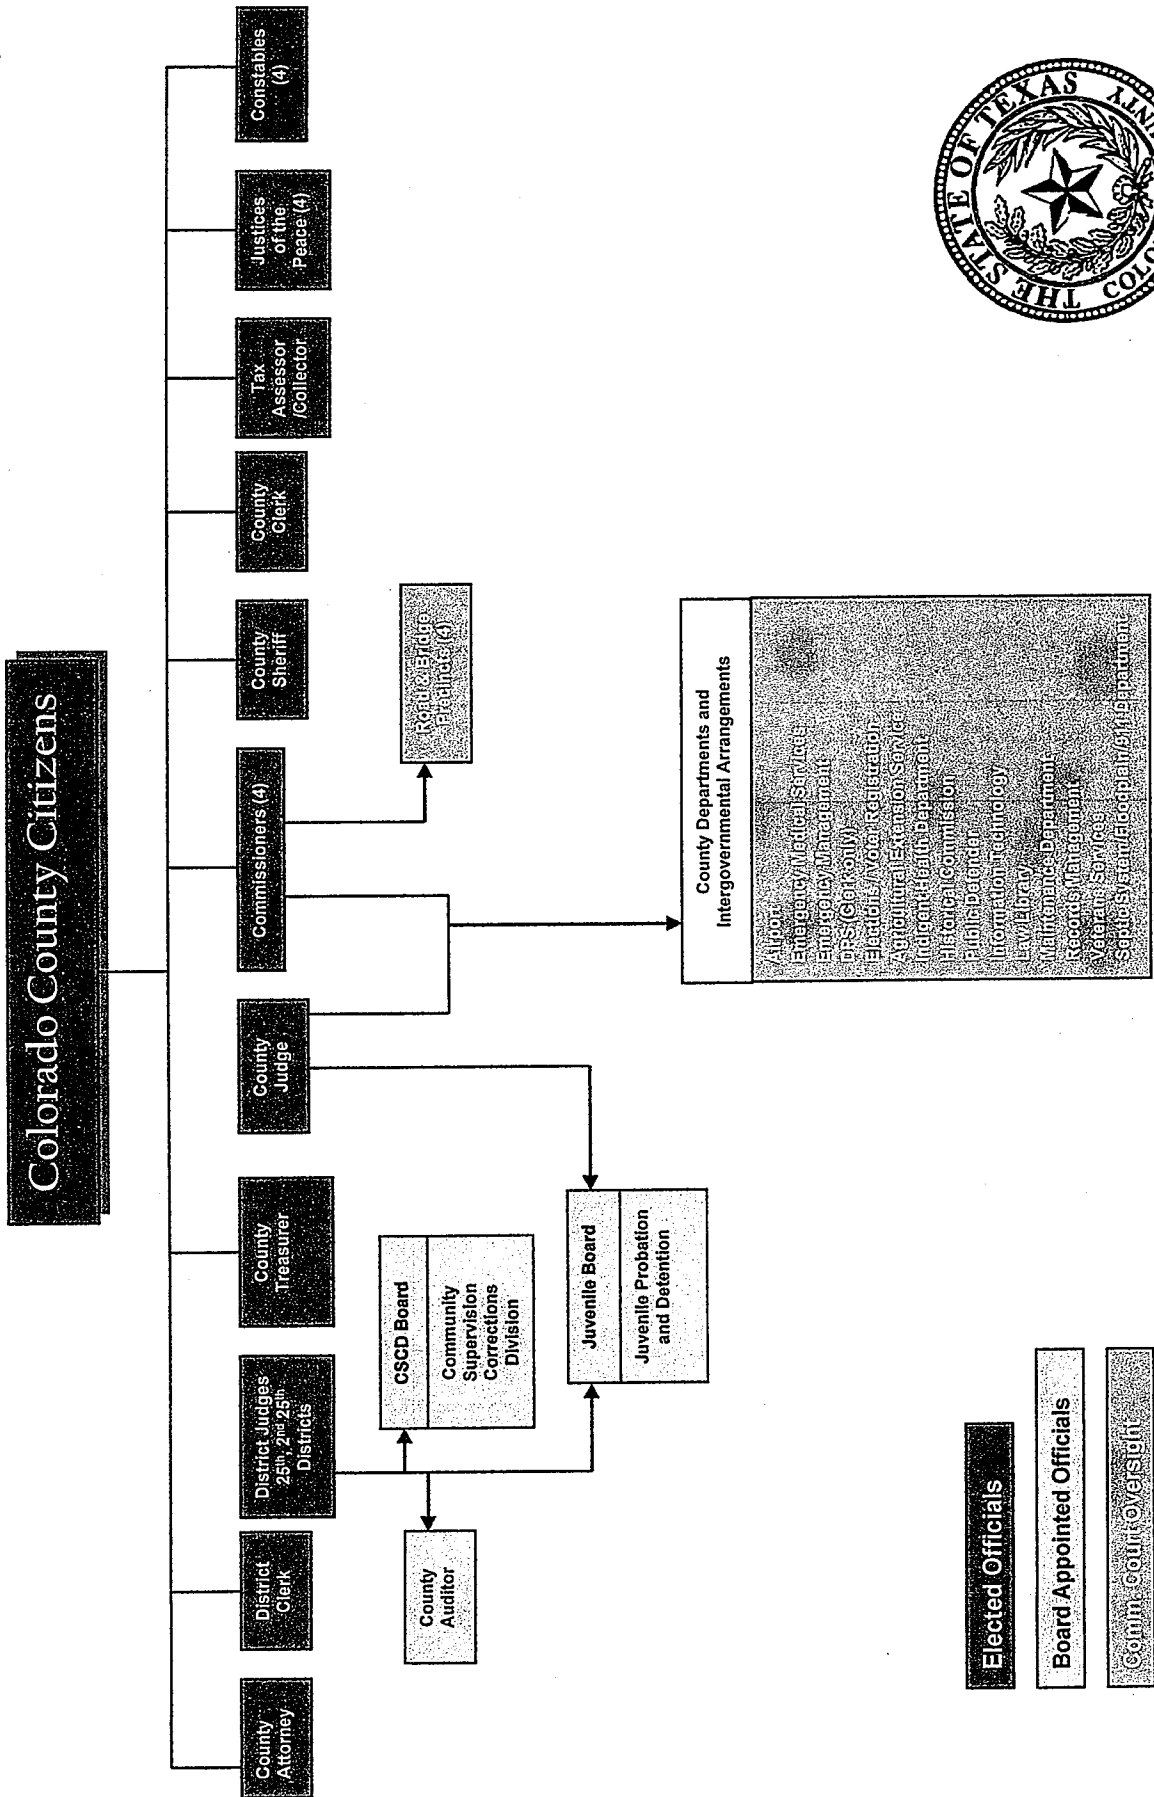 Colorado County Citizens
County
Attorney
District
Clerk
District Judges
25th, 2nd 25th
Districts
County
Treasurer
County
Judge
Commissioners (4)
County
Sheriff
County
Clerk
Tax
Assessor
/Collector
Justices
of the
Peace (4)
Constables
(4)
County
Auditor
CSCD Board
Community
Supervision
Corrections
Division
Juvenile Board
Juvenile Probation
and Detention
Road & Bridge
Precincts (4)
County Departments and
Intergovernmental Arrangements
Airport
Emergency Medical Services
Emergency Management
DPS (Clerk only)
Elections / Voter Registration
Agricultural Extension Service
Indigent Health Department
Historical Commission
Public Defender
Information Technology
Law Library
Maintenance Department
Records Management
Veterans Services
Septic System/Floodplain/911 Department
Elected Officials
Board Appointed Officials
Comm. Court Oversight
THE STATE OF TEXAS